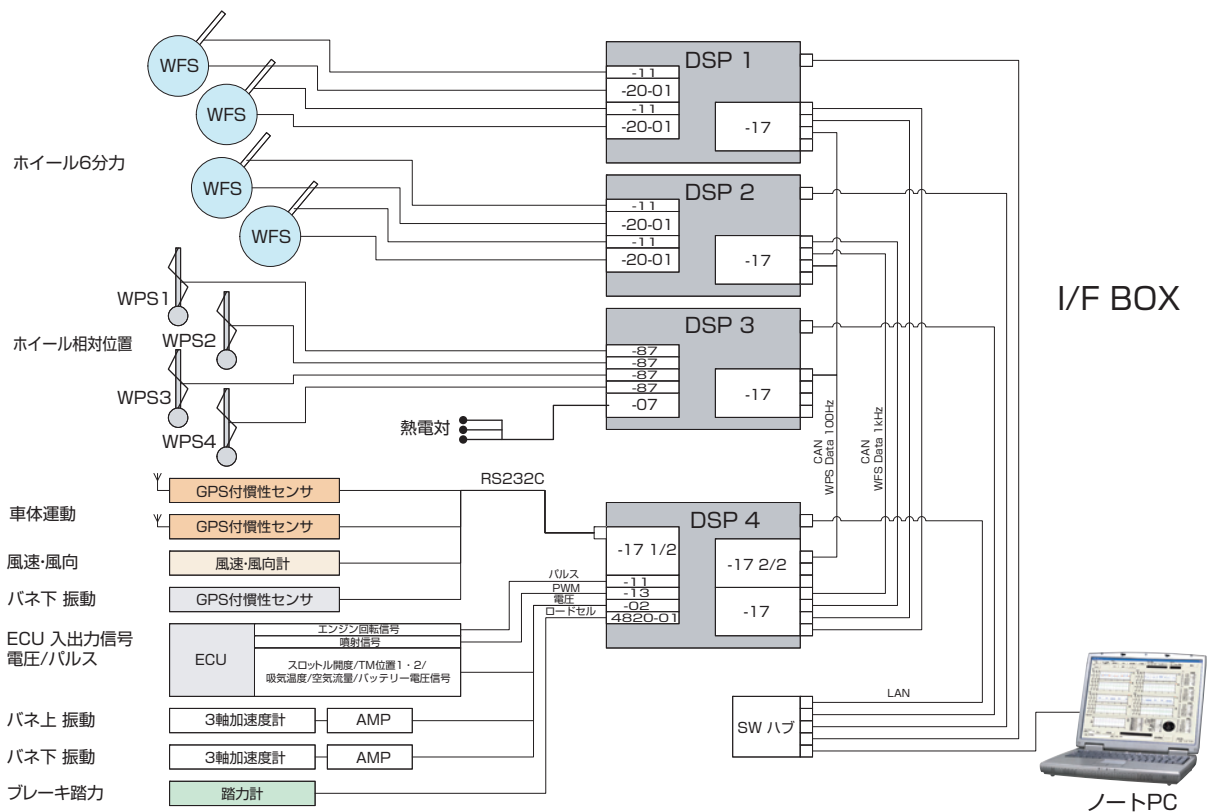 DSP 1
WFS
-11
-20-01
WFS
-11
-20-01
-17
ホイール6分力
WFS
DSP 2
-11
-20-01
WFS
-11
-20-01
-17
I/F BOX
WPS1
WPS2
ホイール相対位置
WPS3
WPS4
DSP 3
-87
-87
-87
-87
-07
-17
熱電対
CAN
WPS Data 100Hz
CAN
WFS Data 1kHz
RS232C
車体運動
GPS付慣性センサ
GPS付慣性センサ
風速・風向
風速・風向計
バネ下 振動
GPS付慣性センサ
DSP 4
-17 1/2
-17 2/2
パルス
-11
PWM
-13
電圧
-02
ロードセル
4820-01
-17
ECU 入出力信号
電圧/パルス
ECU
エンジン回転信号
噴射信号
スロットル開度/TM位置1・2/
吸気温度/空気流量/バッテリー電圧信号
バネ上 振動
3軸加速度計
AMP
バネ下 振動
3軸加速度計
AMP
ブレーキ踏力
踏力計
LAN
SW ハブ
ノートPC